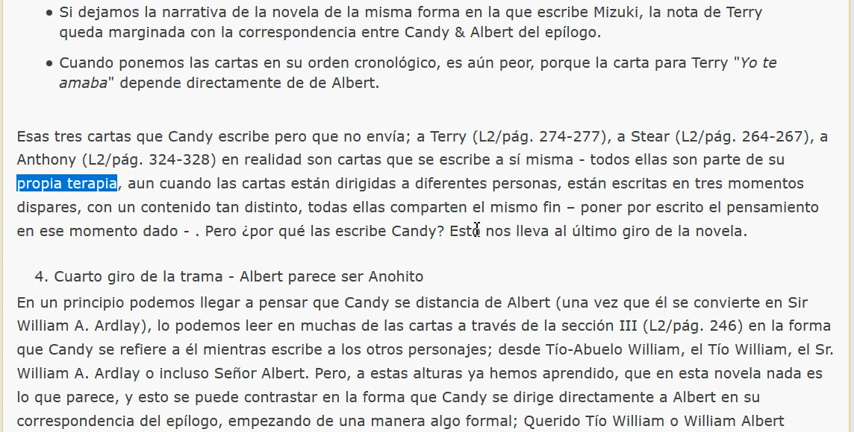 ● Si dejamos la narrativa de la novela de la misma forma en la que escribe Mizuki, la nota de Terry
queda marginada con la correspondencia entre Candy & Albert del epílogo.
● Cuando ponemos las cartas en su orden cronológico, es aún peor, porque la carta para Terry "Yo te
amaba" depende directamente de de Albert.
Esas tres cartas que Candy escribe pero que no envía; a Terry (L2/pág. 274-277), a Stear (L2/pág. 264-267), a
Anthony (L2/pág. 324-328) en realidad son cartas que se escribe a sí misma - todos ellas son parte de su
propia terapia, aun cuando las cartas están dirigidas a diferentes personas, están escritas en tres momentos
dispares, con un contenido tan distinto, todas ellas comparten el mismo fin – poner por escrito el pensamiento
en ese momento dado - . Pero ¿por qué las escribe Candy? Esto nos lleva al último giro de la novela.
4. Cuarto giro de la trama - Albert parece ser Anohito
En un principio podemos llegar a pensar que Candy se distancia de Albert (una vez que él se convierte en Sir
William A. Ardlay), lo podemos leer en muchas de las cartas a través de la sección III (L2/pág. 246) en la forma
que Candy se refiere a él mientras escribe a los otros personajes; desde Tío-Abuelo William, el Tío William, el Sr.
William A. Ardlay o incluso Señor Albert. Pero, a estas alturas ya hemos aprendido, que en esta novela nada es
lo que parece, y esto se puede contrastar en la forma que Candy se dirige directamente a Albert en su
correspondencia del epílogo, empezando de una manera algo formal; Querido Tío William o William Albert